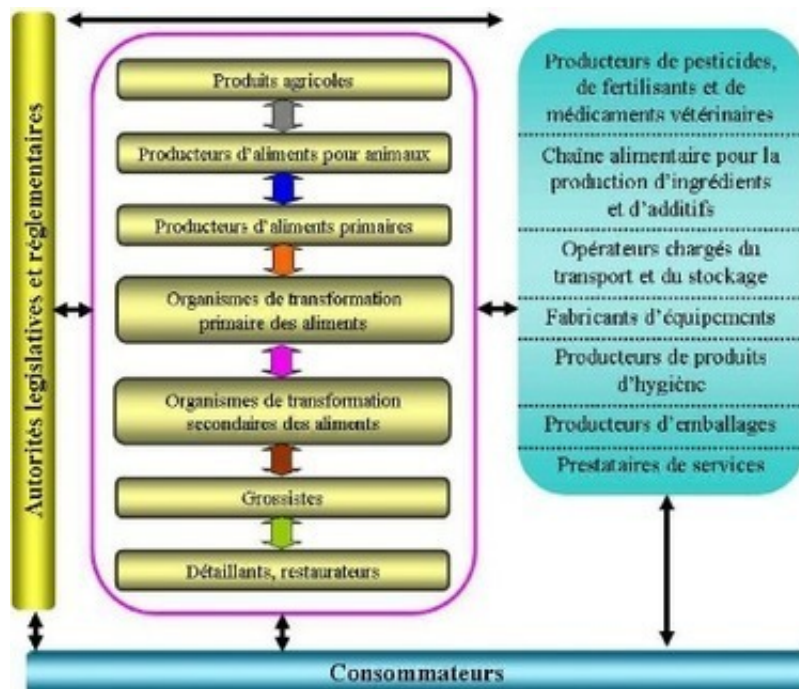 Autorités legislatives et réglementaires
Produits agricoles
Producteurs d'aliments pour animaux
Producteurs d'aliments primaires
Organismes de transformation
primaire des aliments
Organismes de transformation
secondaires des aliments
Grossistes
Détaillants, restaurateurs
Producteurs de pesticides,
de fertilisants et de
médicaments vétérinaires
Chaîne alimentaire pour la
production d'ingrédients
et d'additifs
Opérateurs chargés du
transport et du stockage
Fabricants d'équipements
Producteurs de produits
d'hygiène
Producteurs d'emballages
Prestataires de services
Consommateurs